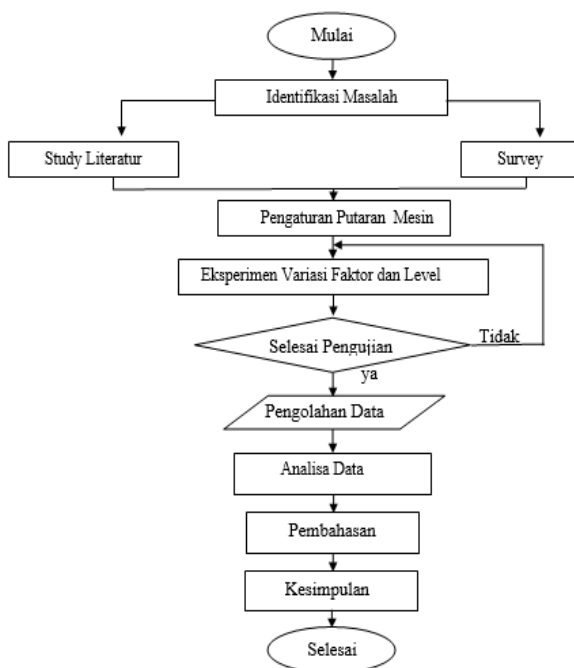 Mulai
Identifikasi Masalah
Study Literatur
Survey
Pengaturan Putaran Mesin
Eksperimen Variasi Faktor dan Level
Selesai Pengujian
Tidak
ya
Pengolahan Data
Analisa Data
Pembahasan
Kesimpulan
Selesai